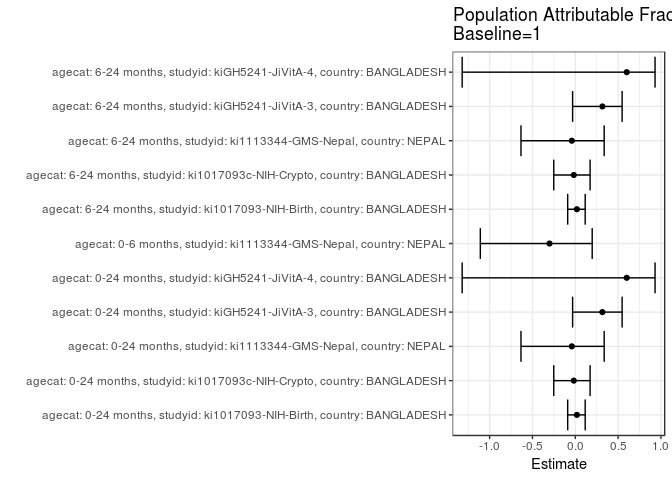 Population Attributable Frac
Baseline=1
agecat: 6-24 months, studyid: kiGH5241-JiVitA-4, country: BANGLADESH
agecat: 6-24 months, studyid: kiGH5241-JiVitA-3, country: BANGLADESH
agecat: 6-24 months, studyid: ki1113344-GMS-Nepal, country: NEPAL
agecat: 6-24 months, studyid: ki1017093c-NIH-Crypto, country: BANGLADESH
agecat: 6-24 months, studyid: ki1017093-NIH-Birth, country: BANGLADESH
agecat: 0-6 months, studyid: ki1113344-GMS-Nepal, country: NEPAL
agecat: 0-24 months, studyid: kiGH5241-JiVitA-4, country: BANGLADESH
agecat: 0-24 months, studyid: kiGH5241-JiVitA-3, country: BANGLADESH
agecat: 0-24 months, studyid: ki1113344-GMS-Nepal, country: NEPAL
agecat: 0-24 months, studyid: ki1017093c-NIH-Crypto, country: BANGLADESH
agecat: 0-24 months, studyid: ki1017093-NIH-Birth, country: BANGLADESH
-1.0 -0.5 0.0 0.5 1.0
Estimate